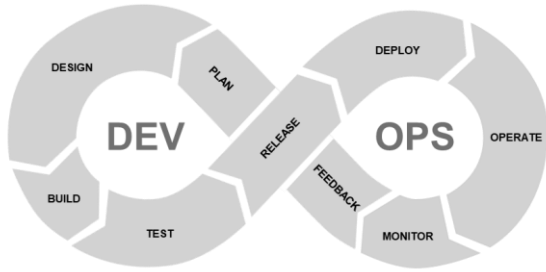 PLAN
DESIGN
BUILD
TEST
RELEASE
DEPLOY
OPERATE
MONITOR
FEEDBACK
DEV
OPS